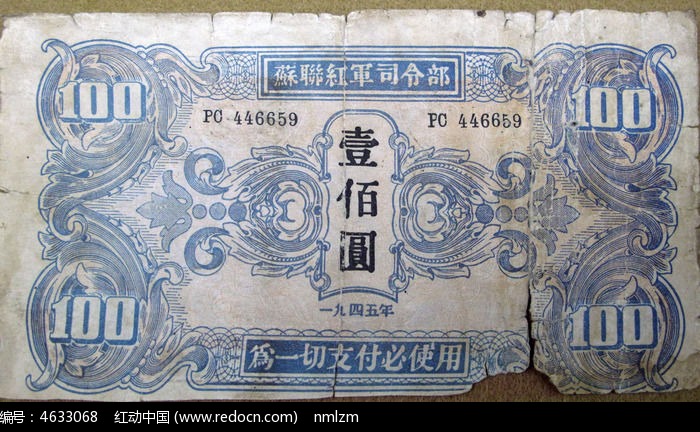 蘇聯紅軍司令部
100
100
PC 446659
PC 446659
壹佰圓
一九四五年
100
100
爲一切支付必使用
编号：4633068 红动中国 (www.redocn.com) nmlzm